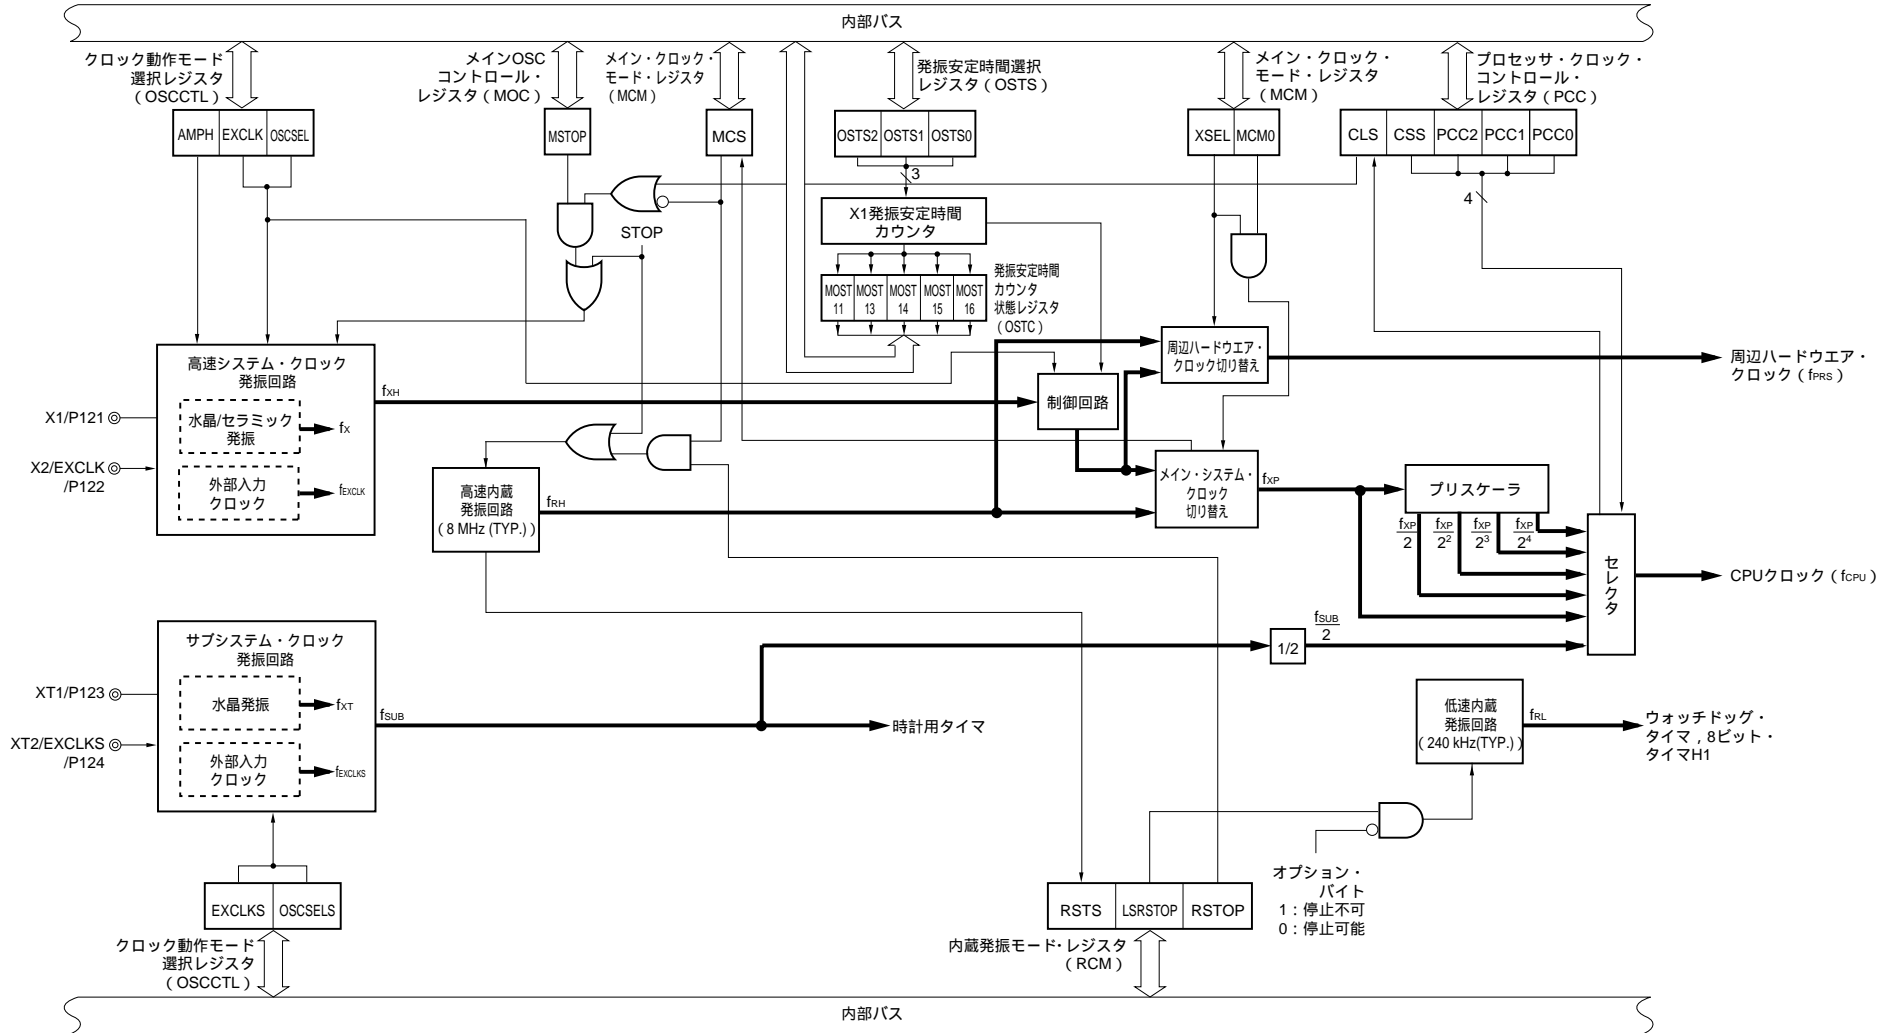 内部バス
クロック動作モード
選択レジスタ
(OSCCTL)
メインOSC
コントロール・
レジスタ(MOC)
メイン・クロック・
モード・レジスタ
(MCM)
発振安定時間選択
レジスタ(OSTS)
メイン・クロック・
モード・レジスタ
(MCM)
プロセッサ・クロック・
コントロール・
レジスタ(PCC)
AMPH EXCLK OSCSEL
MSTOP
MCS
OSTS2 OSTS1 OSTS0
XSEL MCM0
CLS CSS PCC2 PCC1 PCC0
3
4
X1発振安定時間
カウンタ
STOP
MOST 11
MOST 13
MOST 14
MOST 15
MOST 16
発振安定時間
カウンタ
状態レジスタ
(OSTC)
高速システム・クロック
発振回路
水晶/セラミック
発振
fX
外部入力
クロック
fEXCLK
X1/P121
X2/EXCLK
/P122
fXH
制御回路
周辺ハードウエア・
クロック切り替え
周辺ハードウエア・
クロック(fPRS)
高速内蔵
発振回路
(8 MHz (TYP.))
fRH
メイン・システム・
クロック
切り替え
fXP
プリスケーラ
fXP/2
fXP/2²
fXP/2³
fXP/2⁴
セレクタ
CPUクロック(fCPU)
サブシステム・クロック
発振回路
水晶発振
fXT
外部入力
クロック
fEXCLKS
XT1/P123
XT2/EXCLKS
/P124
fSUB
時計用タイマ
1/2
fSUB/2
低速内蔵
発振回路
(240 kHz(TYP.))
fRL
ウォッチドッグ・
タイマ,8ビット・
タイマH1
オプション・
バイト
1:停止不可
0:停止可能
EXCLKS OSCSELS
クロック動作モード
選択レジスタ
(OSCCTL)
RSTS LSRSTOP RSTOP
内蔵発振モード・レジスタ
(RCM)
内部バス